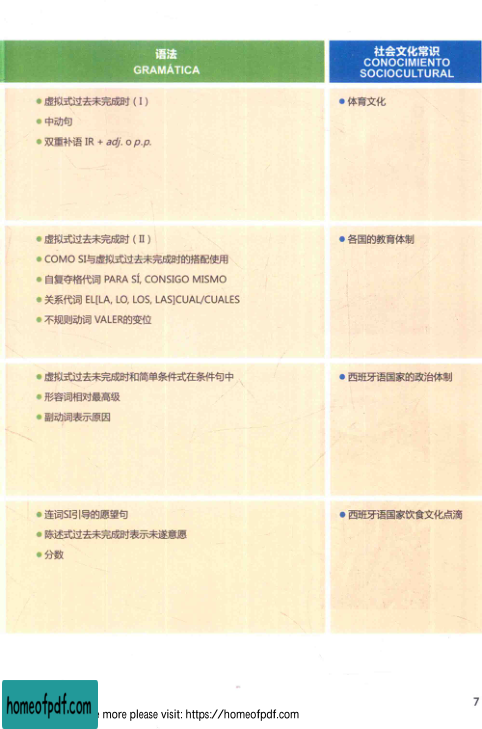 语法
GRAMÁTICA
社会文化常识
CONOCIMIENTO
SOCIOCULTURAL
虚拟式过去未完成时 (Ⅰ)
中动句
双重补语 IR + adj. o p.p.
体育文化
虚拟式过去未完成时 (Ⅱ)
COMO SI与虚拟式过去未完成时的搭配使用
自复夺格代词 PARA SÍ, CONSIGO MISMO
关系代词 EL[LA, LO, LOS, LAS]CUAL/CUALES
不规则动词 VALER的变位
各国的教育体制
虚拟式过去未完成时和简单条件式在条件句中
形容词相对最高级
副动词表示原因
西班牙语国家的政治体制
连词SI引导的愿望句
陈述式过去未完成时表示未遂意愿
分数
西班牙语国家饮食文化点滴
7
homeofpdf.com
more please visit: https://homeofpdf.com